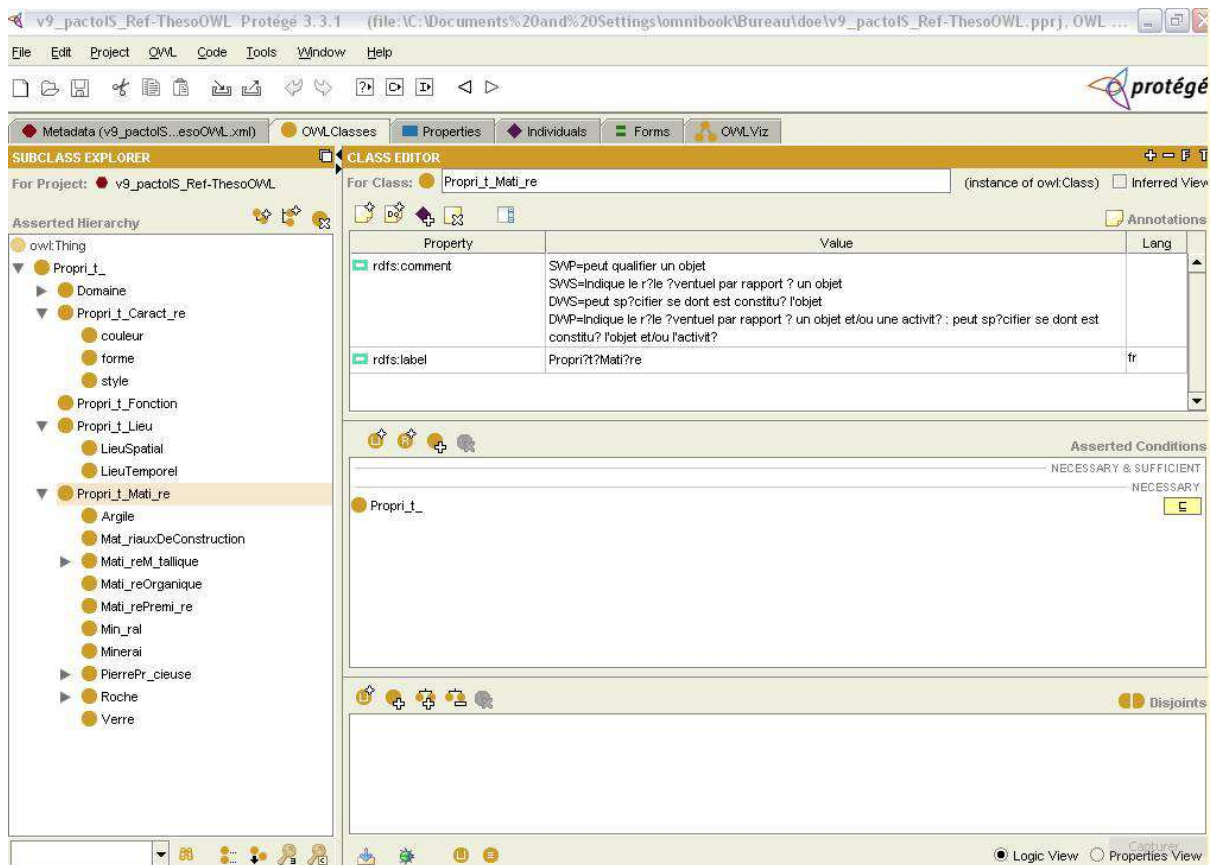 v9_pactolS_Ref-ThesoOWL Protégé 3.3.1 (file:\C:\Documents%20and%20Settings\omnibook\Bureau\doe\v9_pactolS_Ref-ThesoOWL.pprj, OWL ...
File Edit Project OWL Code Tools Window Help
protégé
Metadata (v9_pactolS...esoOWL.xml) OWLClasses Properties Individuals Forms OWLViz
SUBCLASS EXPLORER
For Project: v9_pactolS_Ref-ThesoOWL
Asserted Hierarchy
owl:Thing
Propri_t_
Domaine
Propri_t_Caract_re
couleur
forme
style
Propri_t_Fonction
Propri_t_Lieu
LieuSpatial
LieuTemporel
Propri_t_Mati_re
Argile
Mat_riauxDeConstruction
Mati_reM_tallique
Mati_reOrganique
Mati_rePremi_re
Min_ral
Minerai
PierrePr_cieuse
Roche
Verre
CLASS EDITOR
F T
For Class: Propri_t_Mati_re (instance of owl:Class) Inferred View
Annotations
Property Value Lang
rdfs:comment SWP=peut qualifier un objet
SWS=Indique le r?le ?ventuel par rapport ? un objet
DWS=peut sp?cifier se dont est constitu? l'objet
DWP=Indique le r?le ?ventuel par rapport ? un objet et/ou une activit? : peut sp?cifier se dont est
constitu? l'objet et/ou l'activit?
rdfs:label Propri?t?Mati?re fr
Asserted Conditions
NECESSARY & SUFFICIENT
NECESSARY
Propri_t_ ⊑
Disjoints
Capturer
Logic View Properties View